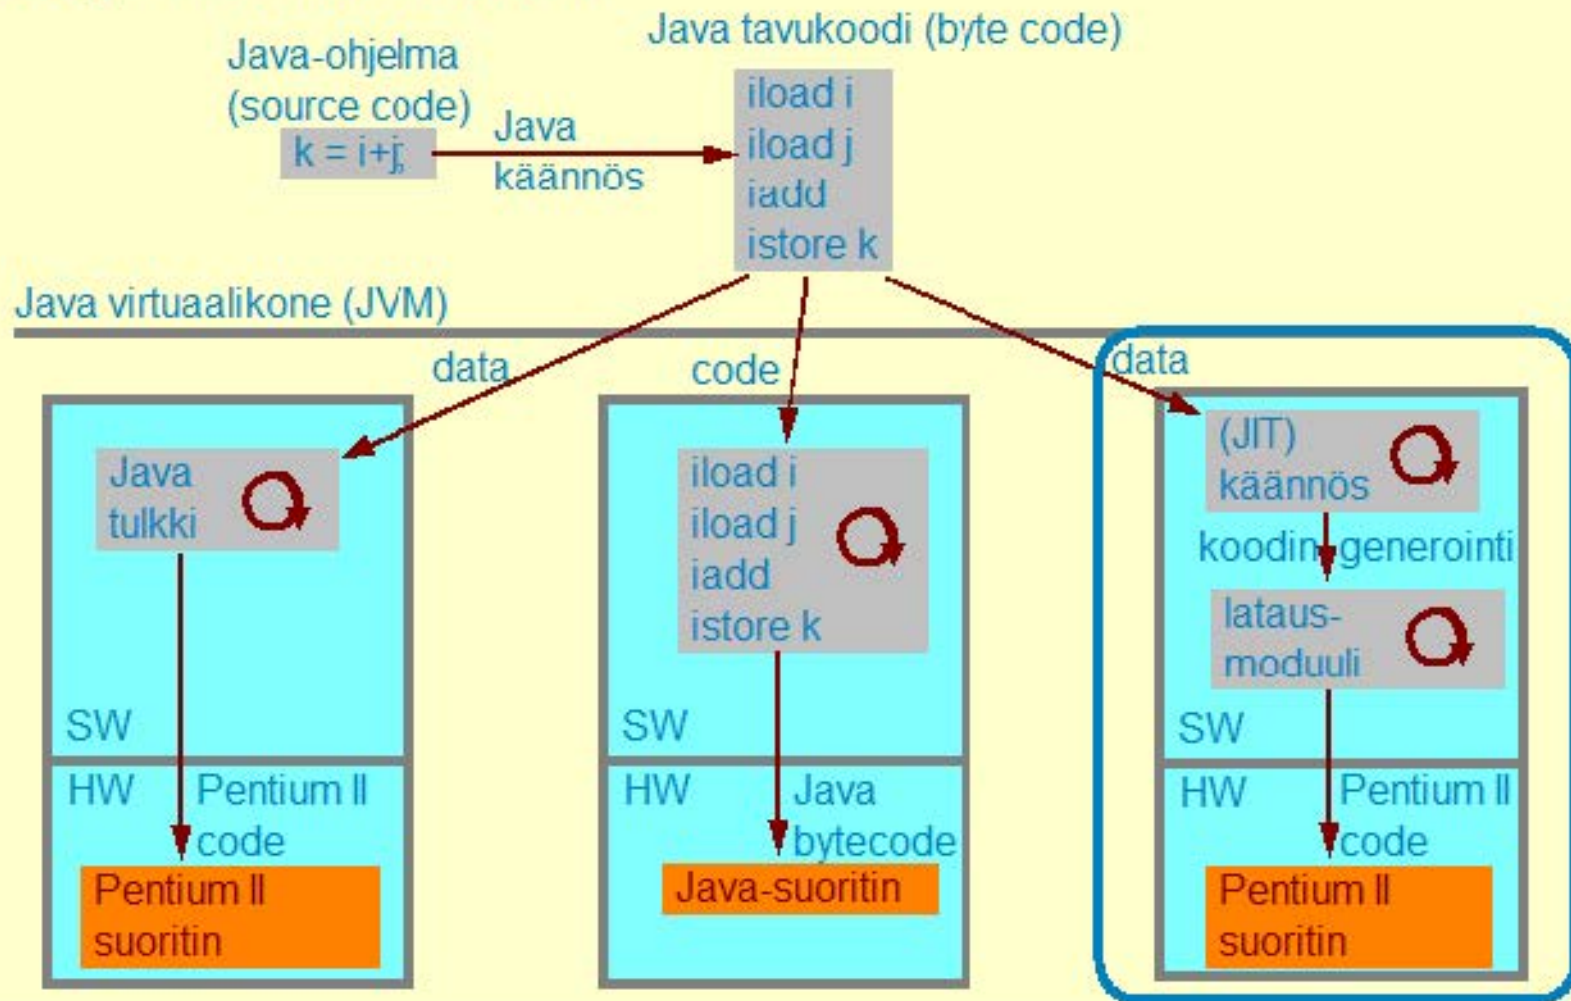 Java tavukoodi (byte code)
Java-ohjelma
(source code)
k = i+j;
Java
käännös
iload i
iload j
iadd
istore k
Java virtuaalikone (JVM)
data
code
data
Java
tulkki
SW
HW
Pentium II
code
Pentium II
suoritin
iload i
iload j
iadd
istore k
SW
HW
Java
bytecode
Java-suoritin
(JIT)
käännös
koodin generointi
lataus-
moduuli
SW
HW
Pentium II
code
Pentium II
suoritin